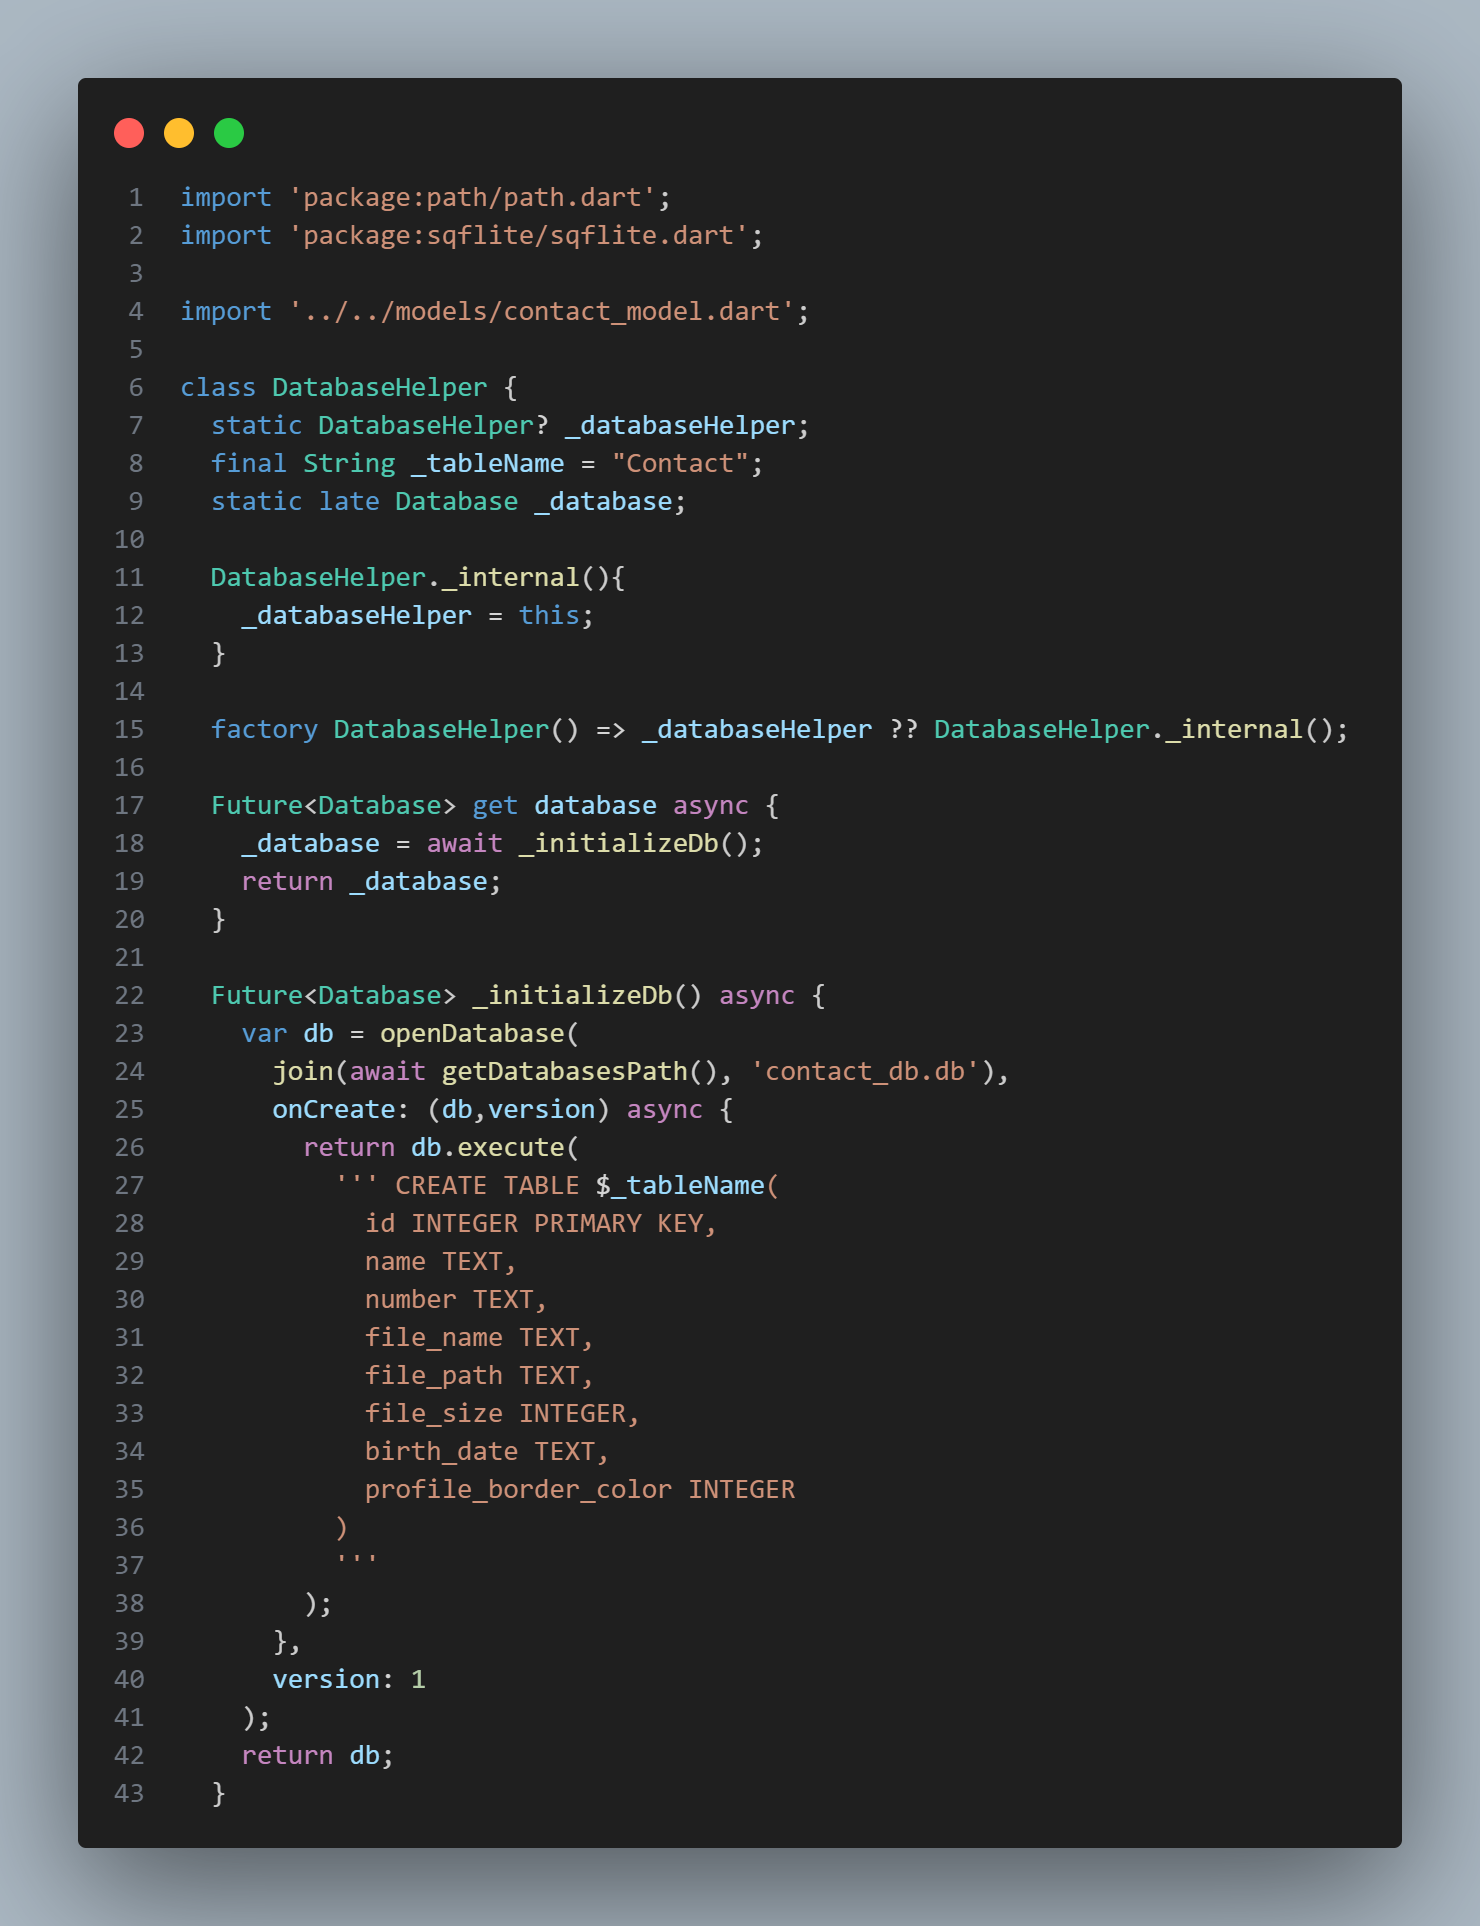 1 import 'package:path/path.dart';
2 import 'package:sqflite/sqflite.dart';
3
4 import '../../models/contact_model.dart';
5
6 class DatabaseHelper {
7   static DatabaseHelper? _databaseHelper;
8   final String _tableName = "Contact";
9   static late Database _database;
10
11   DatabaseHelper._internal(){
12     _databaseHelper = this;
13   }
14
15   factory DatabaseHelper() => _databaseHelper ?? DatabaseHelper._internal();
16
17   Future<Database> get database async {
18     _database = await _initializeDb();
19     return _database;
20   }
21
22   Future<Database> _initializeDb() async {
23     var db = openDatabase(
24       join(await getDatabasesPath(), 'contact_db.db'),
25       onCreate: (db,version) async {
26         return db.execute(
27           ''' CREATE TABLE $_tableName(
28             id INTEGER PRIMARY KEY,
29             name TEXT,
30             number TEXT,
31             file_name TEXT,
32             file_path TEXT,
33             file_size INTEGER,
34             birth_date TEXT,
35             profile_border_color INTEGER
36           )
37           '''
38         );
39       },
40       version: 1
41     );
42     return db;
43   }